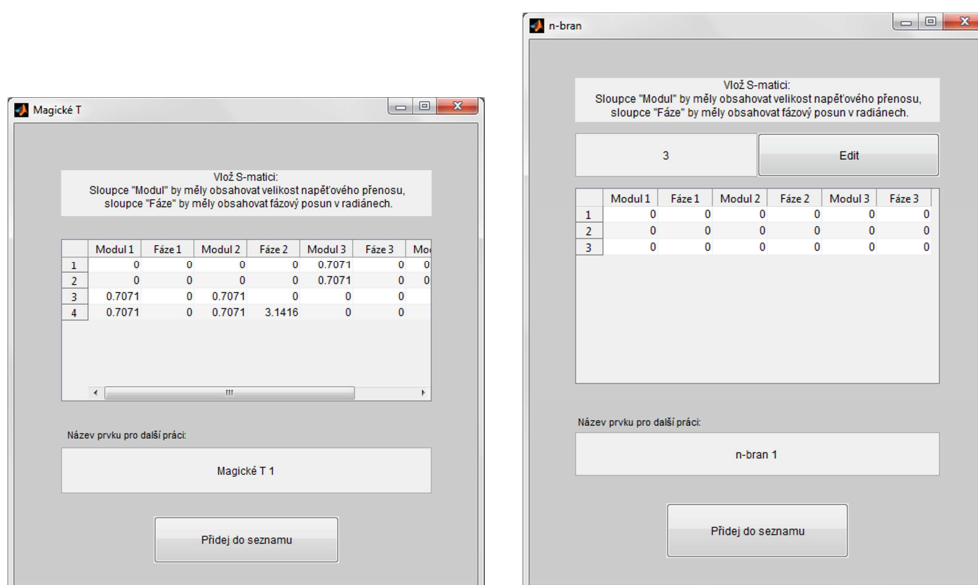 Magické T
Vlož S-matici:
Sloupce "Modul" by měly obsahovat velikost napěťového přenosu,
sloupce "Fáze" by měly obsahovat fázový posun v radiánech.
Modul 1 Fáze 1 Modul 2 Fáze 2 Modul 3 Fáze 3
1 0 0 0 0 0.7071 0 0
2 0 0 0 0 0.7071 0 0
3 0.7071 0 0.7071 0 0 0
4 0.7071 0 0.7071 3.1416 0 0
Název prvku pro další práci:
Magické T 1
Přidej do seznamu
n-bran
Vlož S-matici:
Sloupce "Modul" by měly obsahovat velikost napěťového přenosu,
sloupce "Fáze" by měly obsahovat fázový posun v radiánech.
3 Edit
Modul 1 Fáze 1 Modul 2 Fáze 2 Modul 3 Fáze 3
1 0 0 0 0 0 0
2 0 0 0 0 0 0
3 0 0 0 0 0 0
Název prvku pro další práci:
n-bran 1
Přidej do seznamu